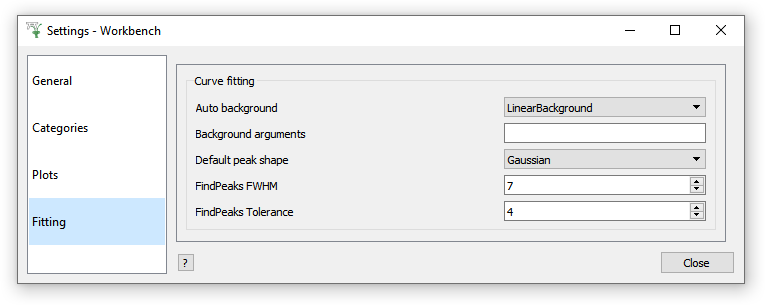 Settings - Workbench
General
Categories
Plots
Fitting
Curve fitting
Auto background LinearBackground
Background arguments
Default peak shape Gaussian
FindPeaks FWHM 7
FindPeaks Tolerance 4
? Close